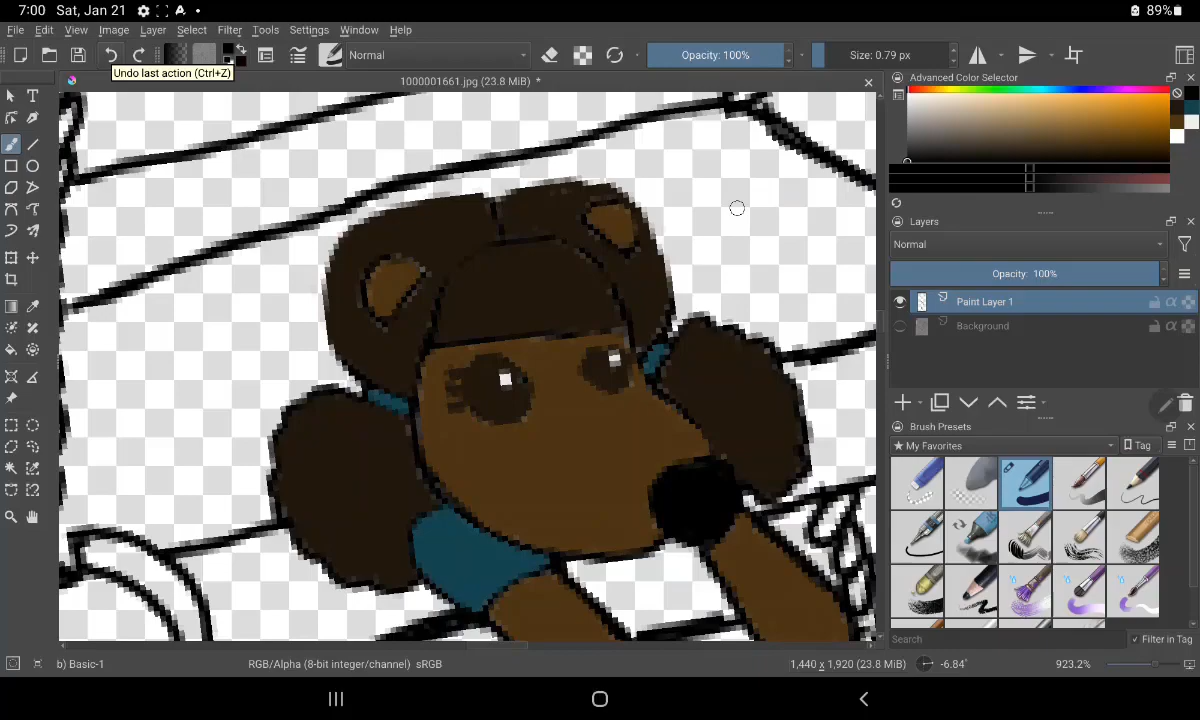 7:00 Sat, Jan 21 89%
File Edit View Image Layer Select Filter Tools Settings Window Help
Normal Opacity: 100% Size: 0.79 px
Undo last action (Ctrl+Z)
1000001661.jpg (23.8 MiB) *
Advanced Color Selector
Layers
Normal
Opacity: 100%
Paint Layer 1
Background
Brush Presets
My Favorites Tag
Search Filter in Tag
b) Basic-1 RGB/Alpha (8-bit integer/channel) sRGB 1,440 x 1,920 (23.8 MiB) -6.84° 923.2%